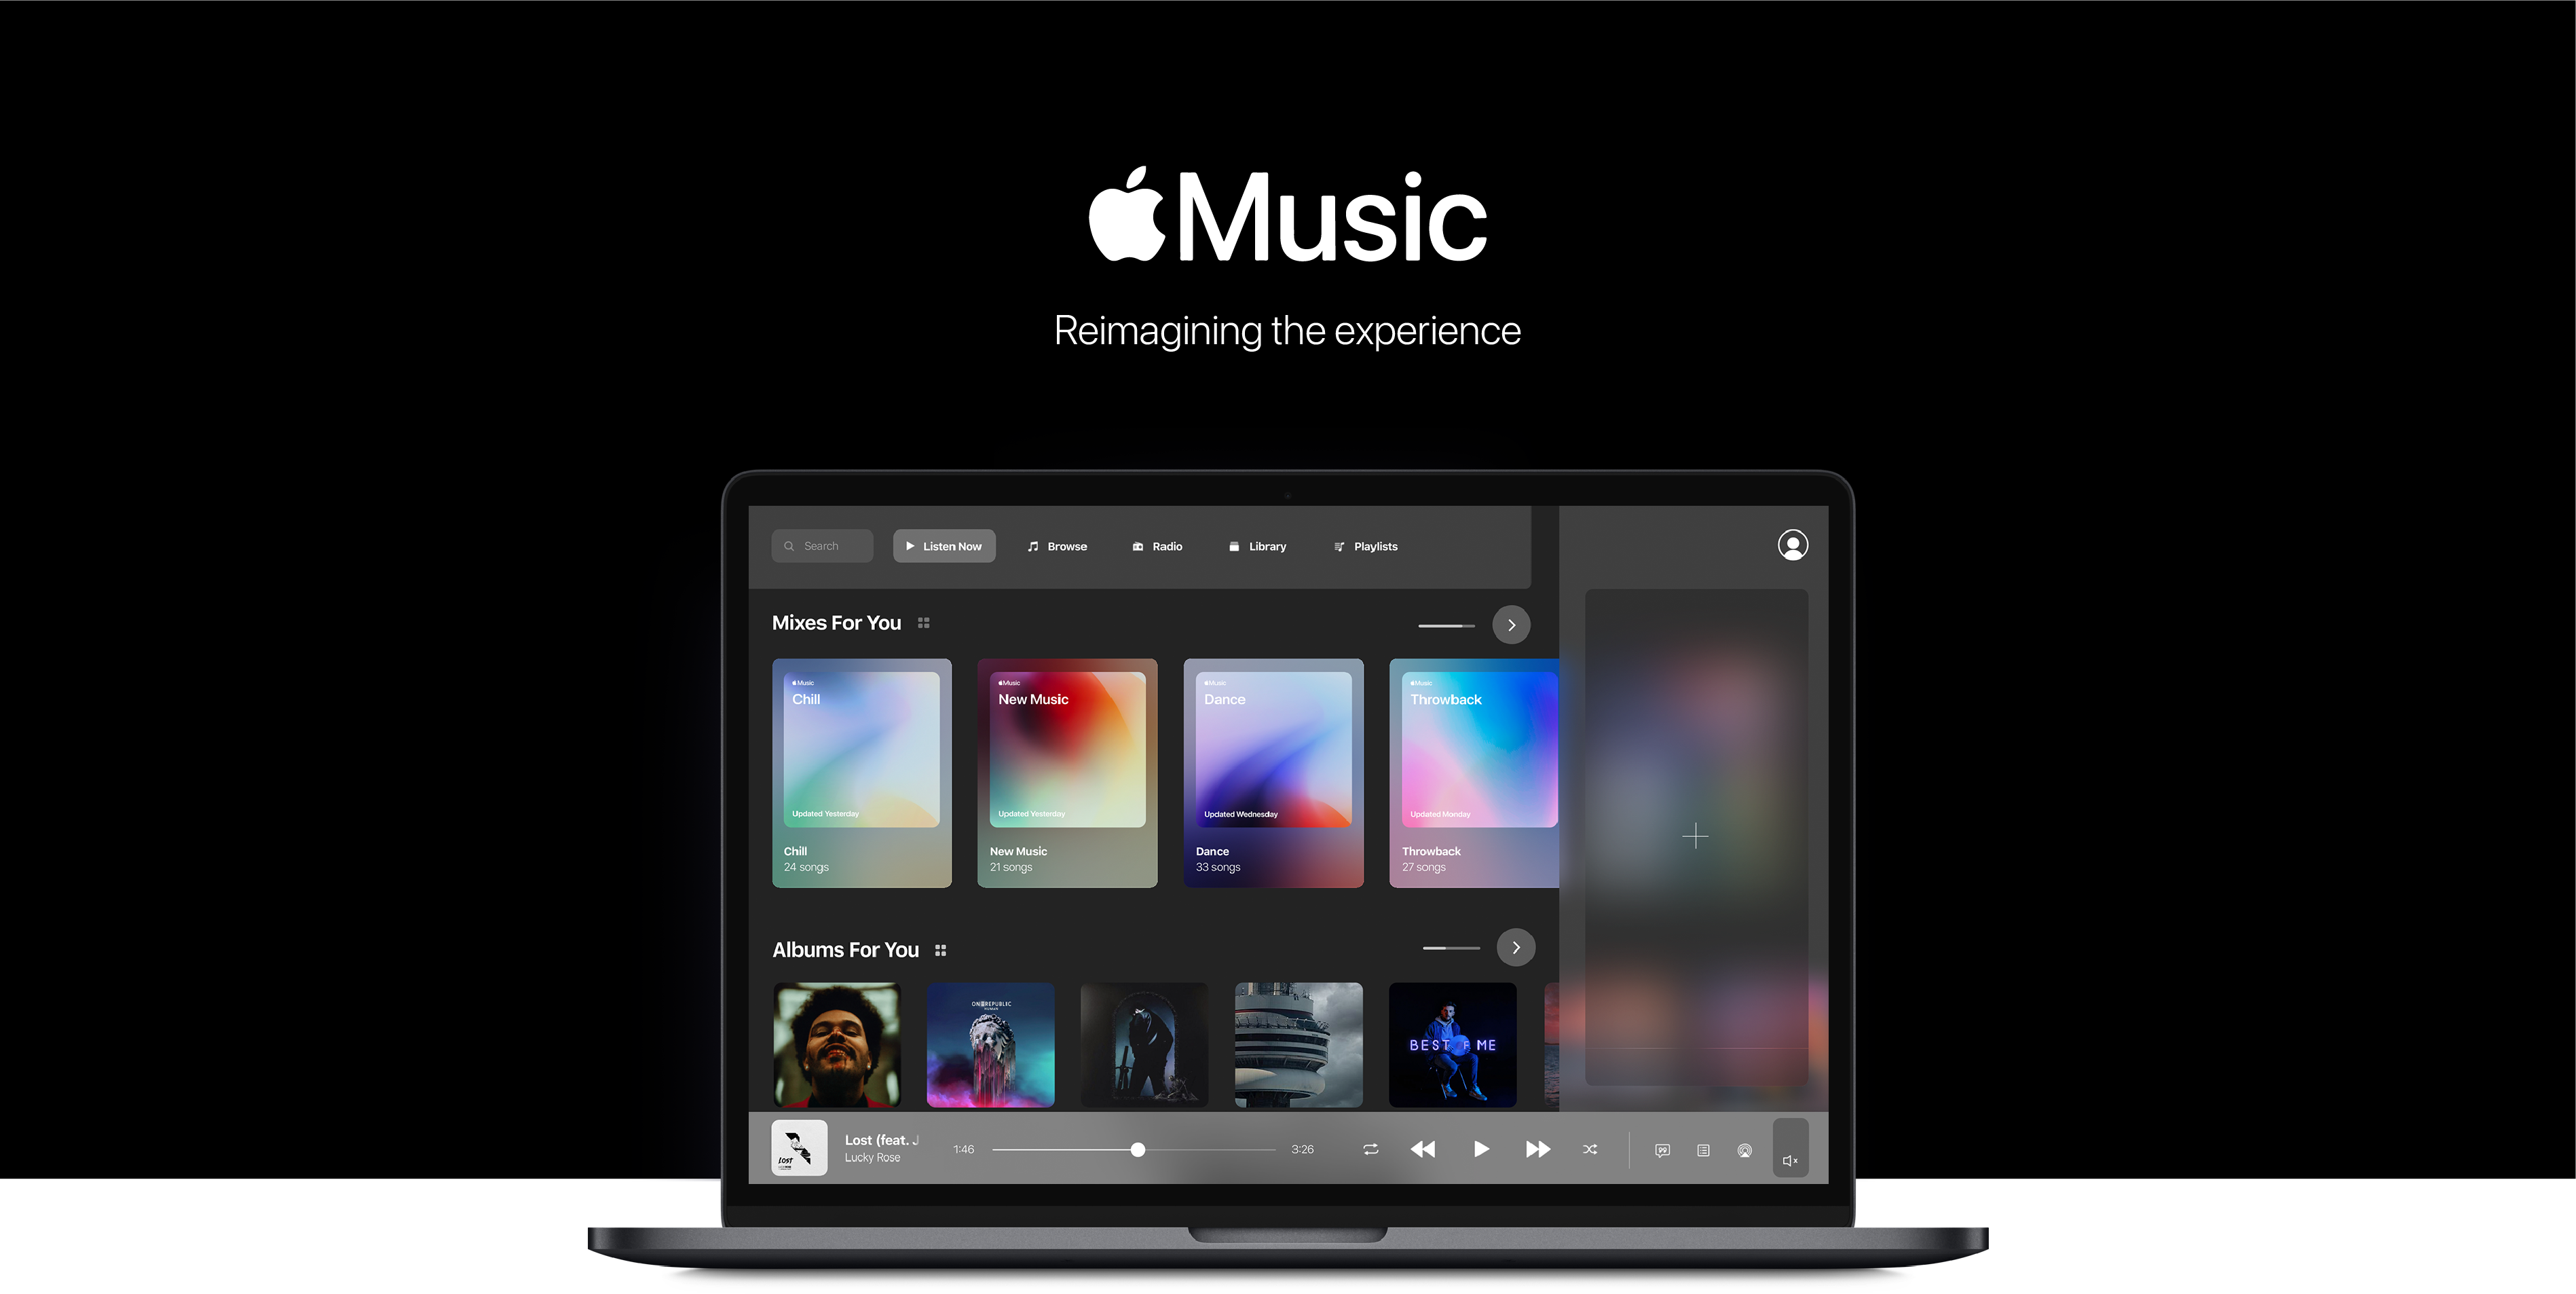 Music
Reimagining the experience
Search
Listen Now
Browse
Radio
Library
Playlists
Mixes For You
Music
Chill
Updated Yesterday
Chill
24 songs
Music
New Music
Updated Yesterday
New Music
21 songs
Music
Dance
Updated Wednesday
Dance
33 songs
Music
Throwback
Updated Monday
Throwback
27 songs
Albums For You
ONEREPUBLIC
HUMAN
BEST F ME
LOST
Lost (feat. J
Lucky Rose
1:46
3:26